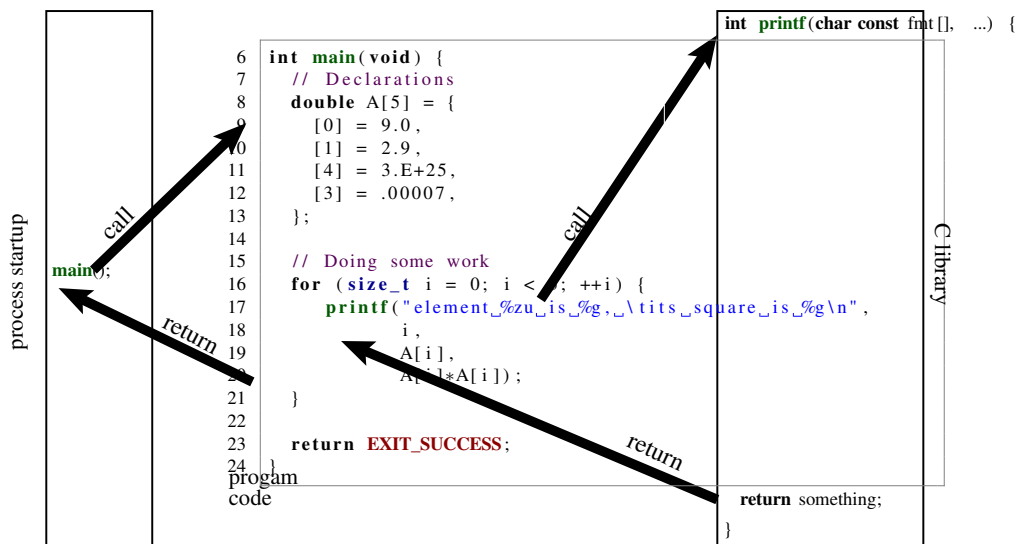 int printf(char const fmt[], ...) {
6 int main(void) {
7 // Declarations
8 double A[5] = {
9 [0] = 9.0,
10 [1] = 2.9,
11 [4] = 3.E+25,
12 [3] = .00007,
13 };
14
15 // Doing some work
16 for (size_t i = 0; i < 5; ++i) {
17 printf("element␣%zu␣is␣%g,␣\tits␣square␣is␣%g\n",
18 i,
19 A[i],
20 A[i]*A[i]);
21 }
22
23 return EXIT_SUCCESS;
24 }
progam
code
process startup
main();
call
return
call
return
C library
return something;
}